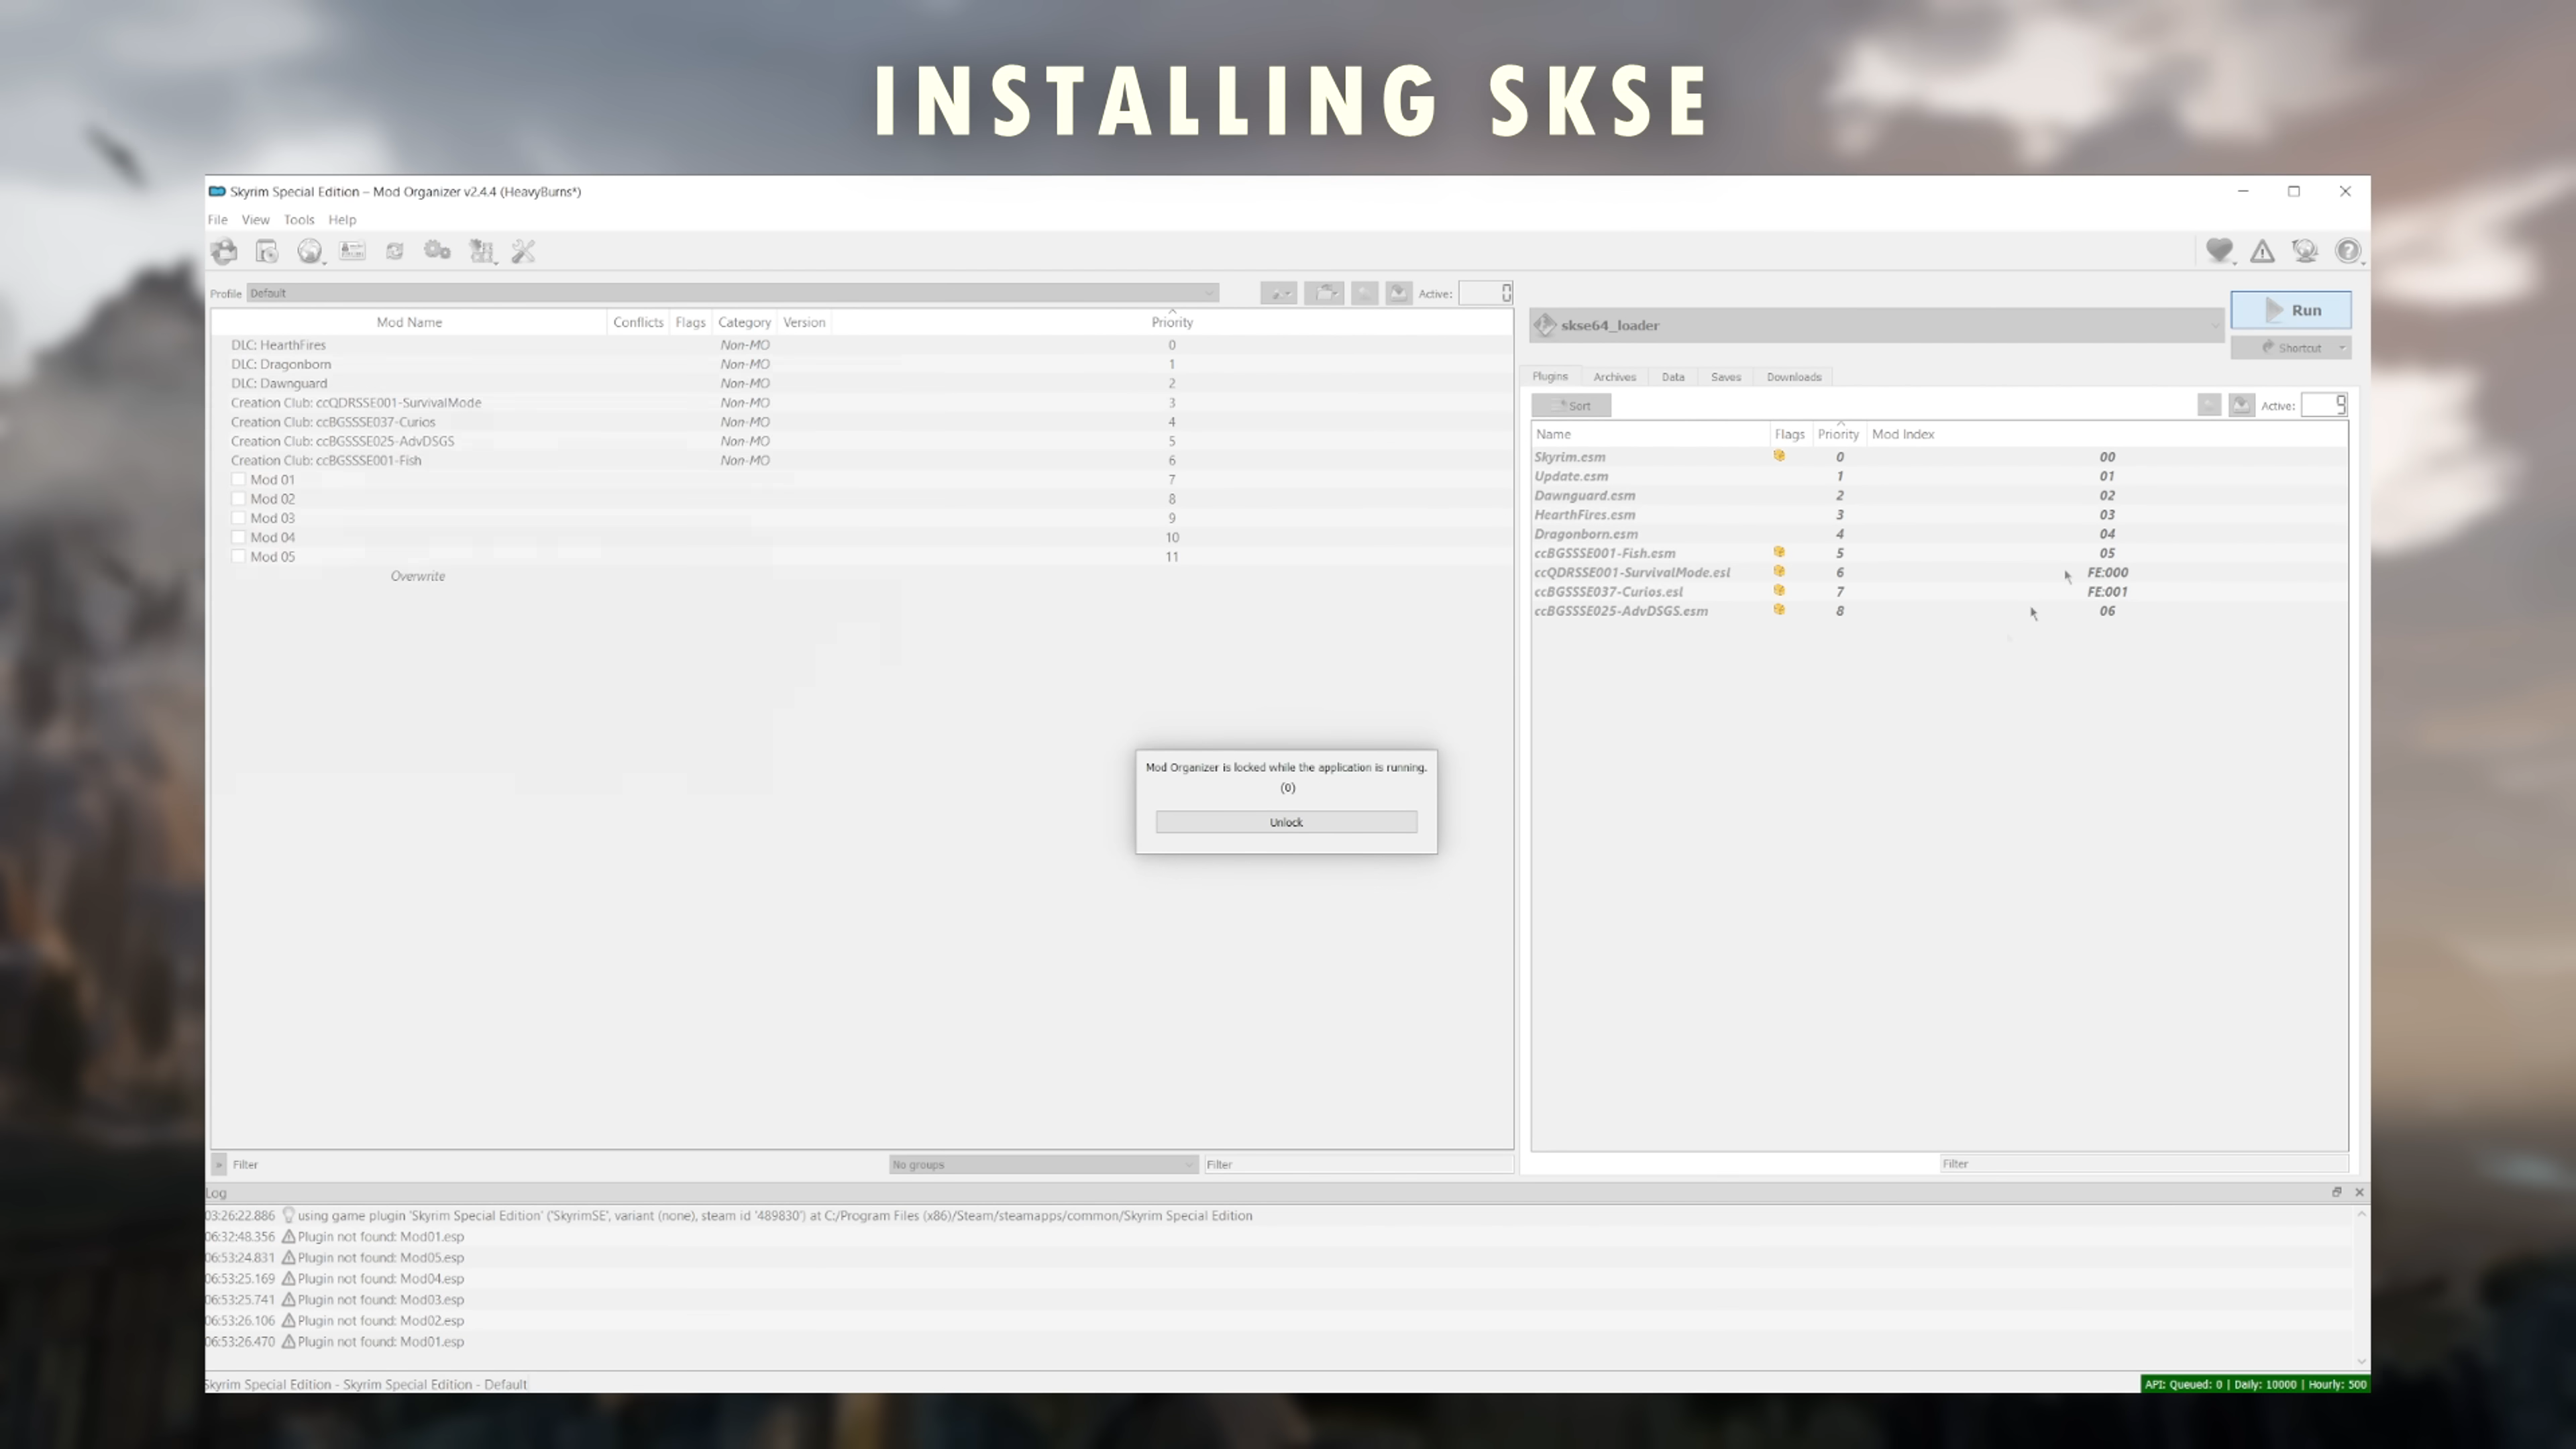 INSTALLING SKSE
Skyrim Special Edition – Mod Organizer v2.4.4 (HeavyBurns*)
File View Tools Help
Profile Default Active: 0
Mod Name Conflicts Flags Category Version Priority
DLC: HearthFires Non-MO 0
DLC: Dragonborn Non-MO 1
DLC: Dawnguard Non-MO 2
Creation Club: ccQDRSSE001-SurvivalMode Non-MO 3
Creation Club: ccBGSSSE037-Curios Non-MO 4
Creation Club: ccBGSSSE025-AdvDSGS Non-MO 5
Creation Club: ccBGSSSE001-Fish Non-MO 6
Mod 01 7
Mod 02 8
Mod 03 9
Mod 04 10
Mod 05 11
Overwrite
skse64_loader
Run
Shortcut
Plugins Archives Data Saves Downloads
Sort Active: 9
Name Flags Priority Mod Index
Skyrim.esm 0 00
Update.esm 1 01
Dawnguard.esm 2 02
HearthFires.esm 3 03
Dragonborn.esm 4 04
ccBGSSSE001-Fish.esm 5 05
ccQDRSSE001-SurvivalMode.esl 6 FE:000
ccBGSSSE037-Curios.esl 7 FE:001
ccBGSSSE025-AdvDSGS.esm 8 06
Mod Organizer is locked while the application is running.
(0)
Unlock
» Filter No groups Filter
Filter
Log
03:26:22.886 using game plugin 'Skyrim Special Edition' ('SkyrimSE', variant (none), steam id '489830') at C:/Program Files (x86)/Steam/steamapps/common/Skyrim Special Edition
06:32:48.356 Plugin not found: Mod01.esp
06:53:24.831 Plugin not found: Mod05.esp
06:53:25.169 Plugin not found: Mod04.esp
06:53:25.741 Plugin not found: Mod03.esp
06:53:26.106 Plugin not found: Mod02.esp
06:53:26.470 Plugin not found: Mod01.esp
Skyrim Special Edition - Skyrim Special Edition - Default
API: Queued: 0 | Daily: 10000 | Hourly: 500